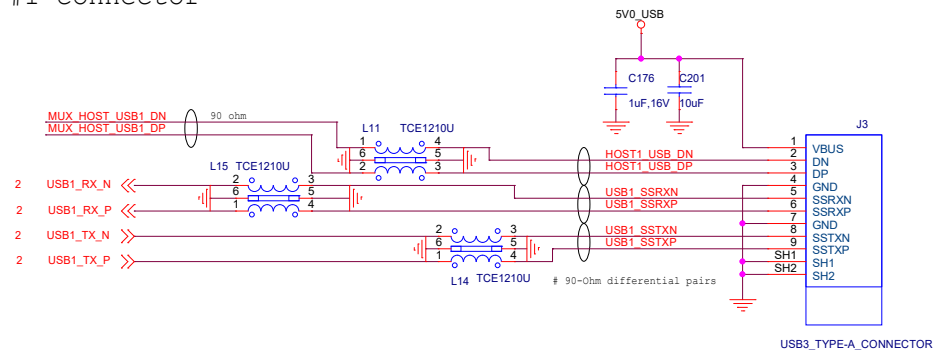 #1 Connector
5V0_USB
C176
C201
1uF,16V
10uF
J3
MUX_HOST_USB1_DN
90 ohm
MUX_HOST_USB1_DP
L11
TCE1210U
1
4
6
5
2
3
HOST1_USB_DN
HOST1_USB_DP
L15 TCE1210U
2
3
6
5
1
4
2 USB1_RX_N
2 USB1_RX_P
USB1_SSRXN
USB1_SSRXP
2 USB1_TX_N
2 USB1_TX_P
2
3
6
5
1
4
L14 TCE1210U
USB1_SSTXN
USB1_SSTXP
# 90-Ohm differential pairs
1 VBUS
2 DN
3 DP
4 GND
5 SSRXN
6 SSRXP
7 GND
8 SSTXN
9 SSTXP
SH1 SH1
SH2 SH2
USB3_TYPE-A_CONNECTOR